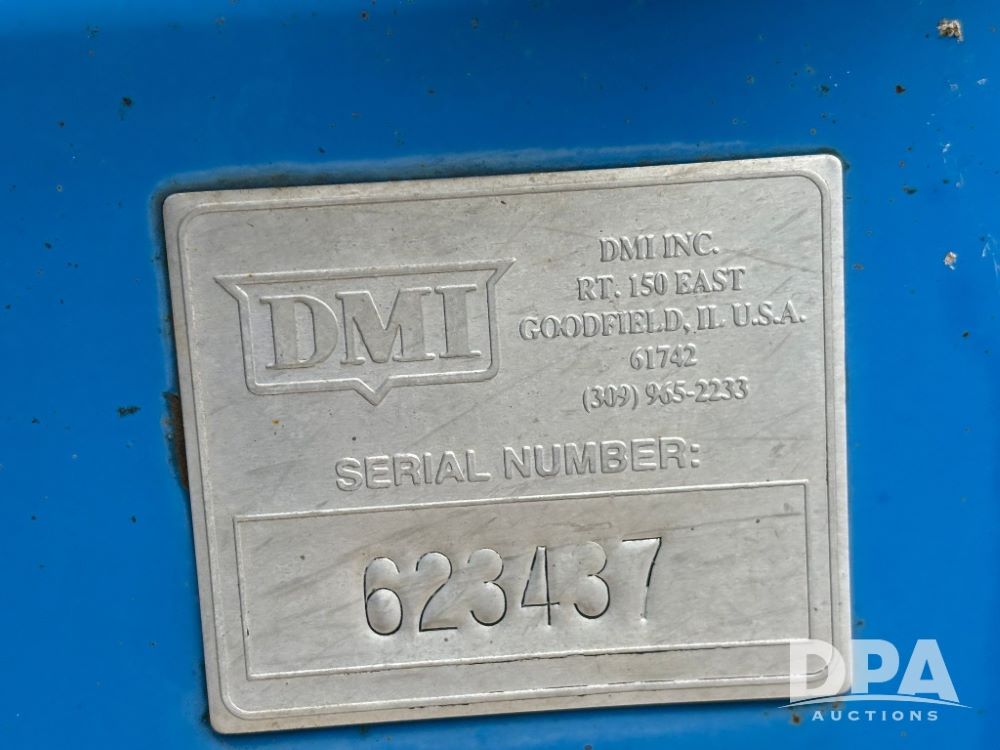 DMI
DMI INC.
RT. 150 EAST
GOODFIELD, IL U.S.A.
61742
(309) 965-2233
SERIAL NUMBER:
623437
DPA
AUCTIONS